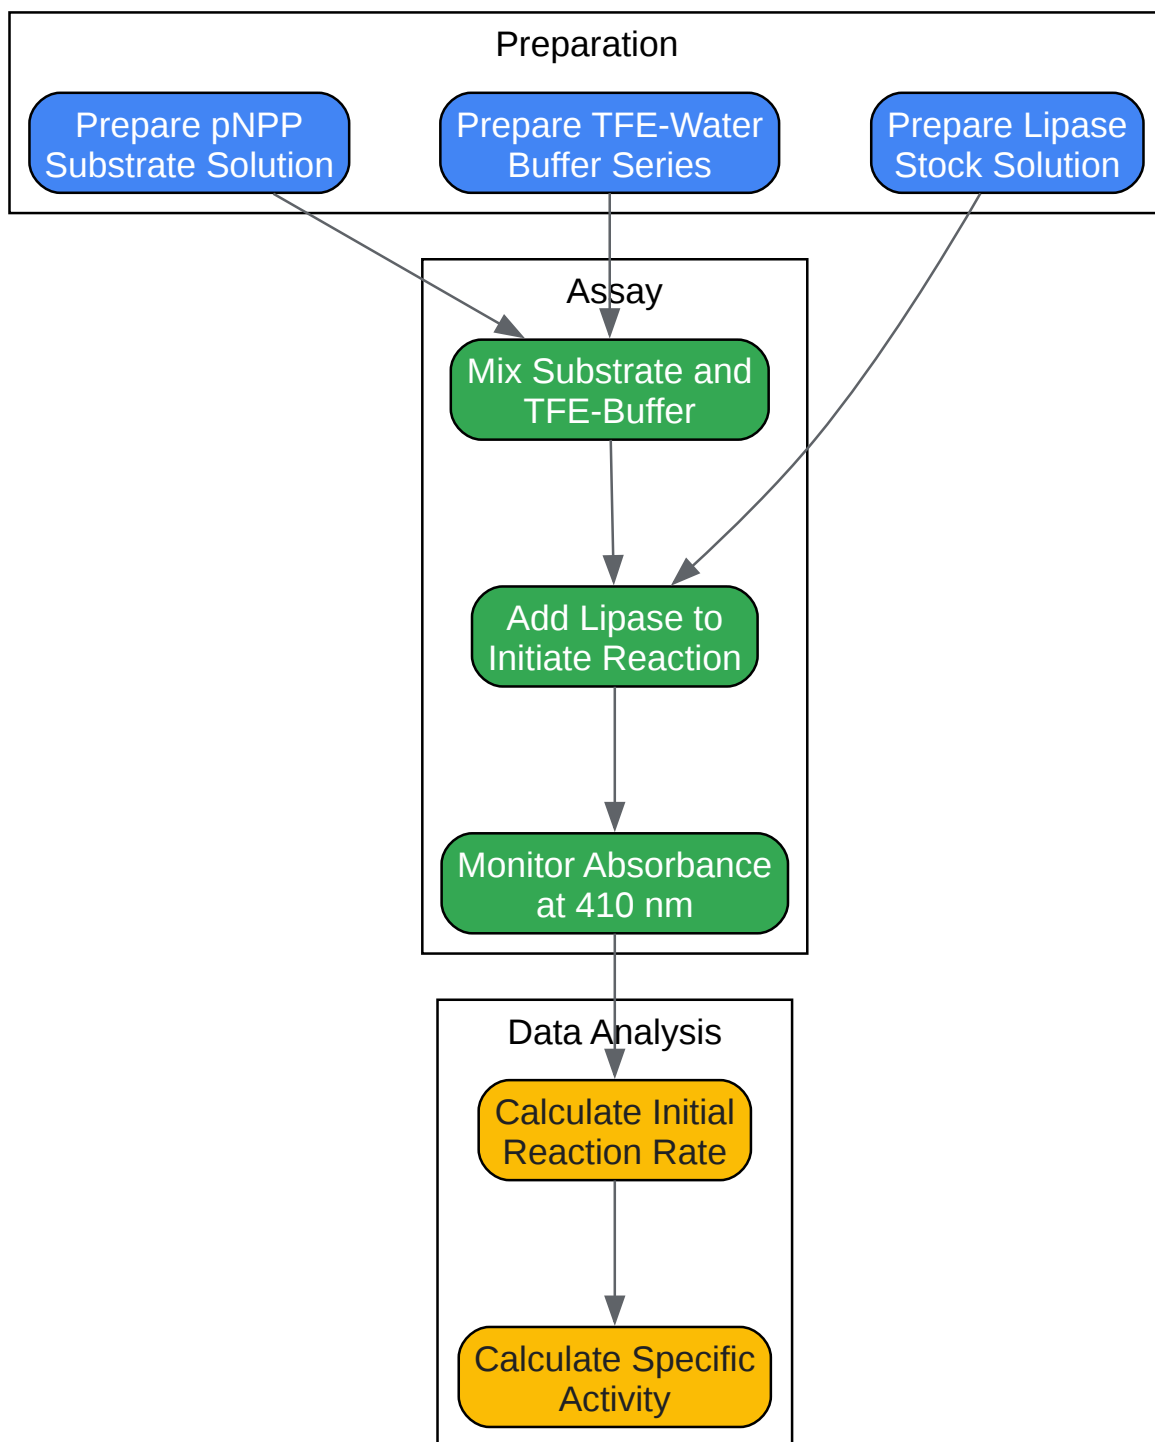 Preparation
Prepare pNPP
Substrate Solution
Prepare TFE-Water
Buffer Series
Prepare Lipase
Stock Solution
Assay
Mix Substrate and
TFE-Buffer
Add Lipase to
Initiate Reaction
Monitor Absorbance
at 410 nm
Data Analysis
Calculate Initial
Reaction Rate
Calculate Specific
Activity